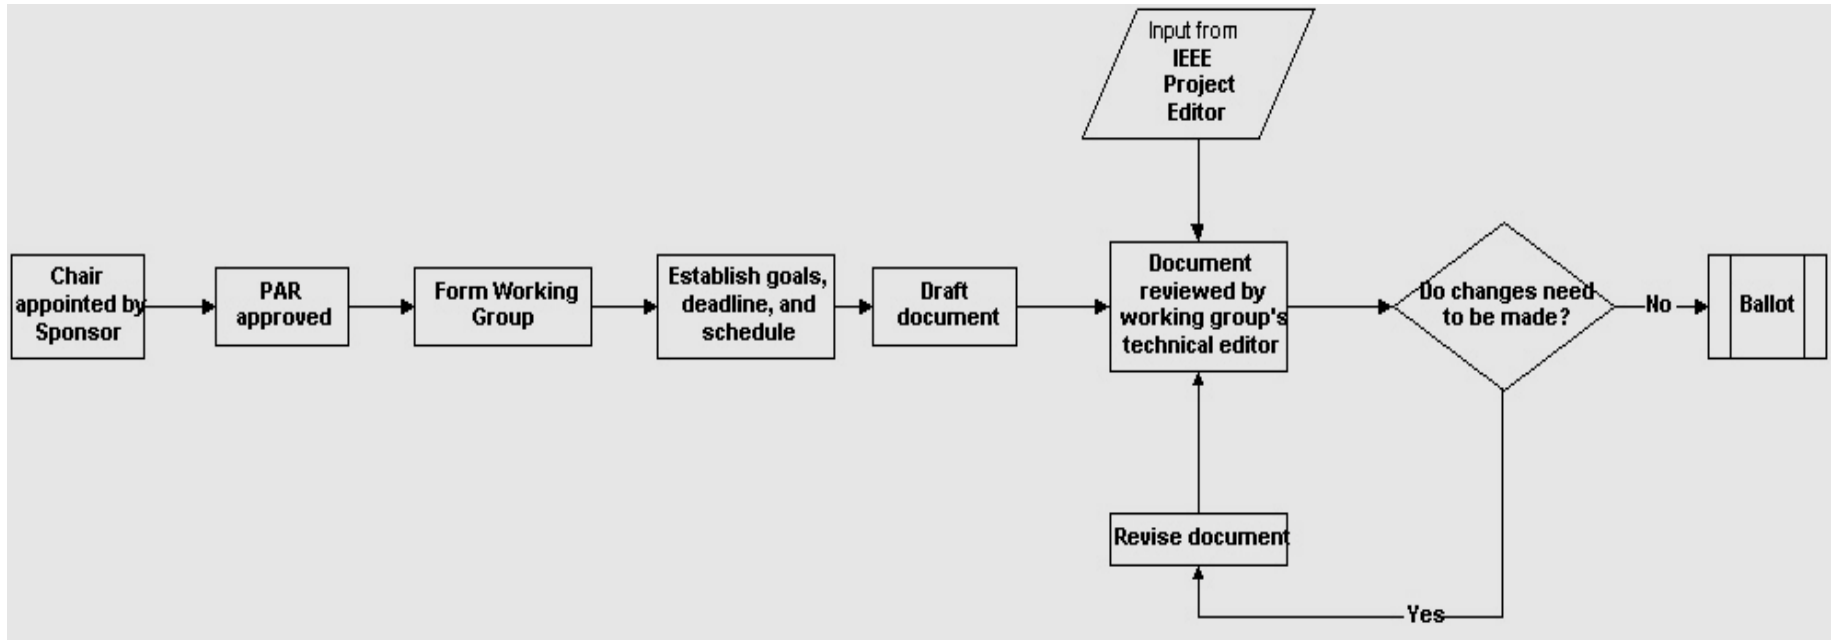 Input from
IEEE
Project
Editor
Chair
appointed by
Sponsor
PAR
approved
Form Working
Group
Establish goals,
deadline, and
schedule
Draft
document
Document
reviewed by
working group's
technical editor
Do changes need
to be made?
No
Ballot
Revise document
Yes